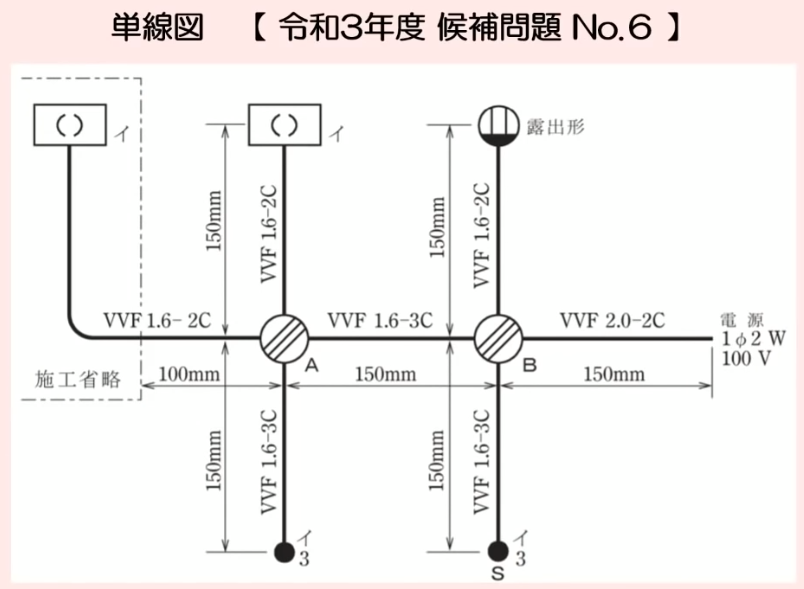 単線図 【 令和3年度 候補問題 No.6 】
イ
イ
露出形
150mm
VVF 1.6-2C
150mm
VVF 1.6-2C
VVF 1.6- 2C
VVF 1.6-3C
VVF 2.0-2C
電 源
1φ2 W
100 V
A
B
施工省略
100mm
150mm
150mm
150mm
VVF 1.6-3C
150mm
VVF 1.6-3C
イ
3
イ
3
S